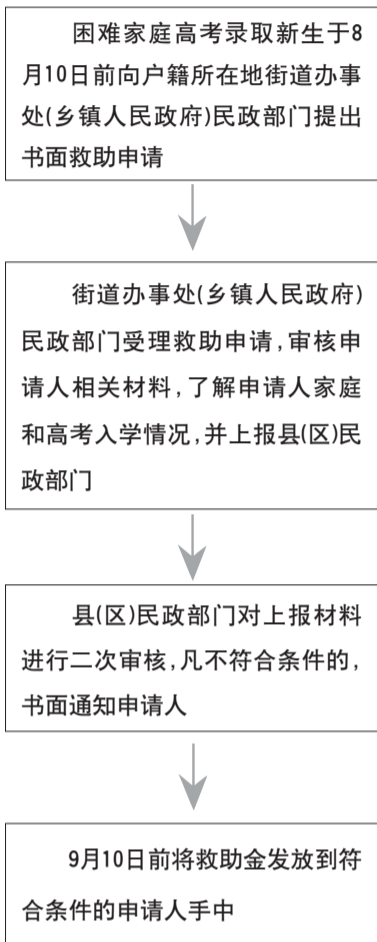 困难家庭高考录取新生于8
月10日前向户籍所在地街道办事
处(乡镇人民政府)民政部门提出
书面救助申请
街道办事处(乡镇人民政府)
民政部门受理救助申请,审核申
请人相关材料,了解申请人家庭
和高考入学情况,并上报县(区)民
政部门
县(区)民政部门对上报材料
进行二次审核,凡不符合条件的,
书面通知申请人
9月10日前将救助金发放到符
合条件的申请人手中